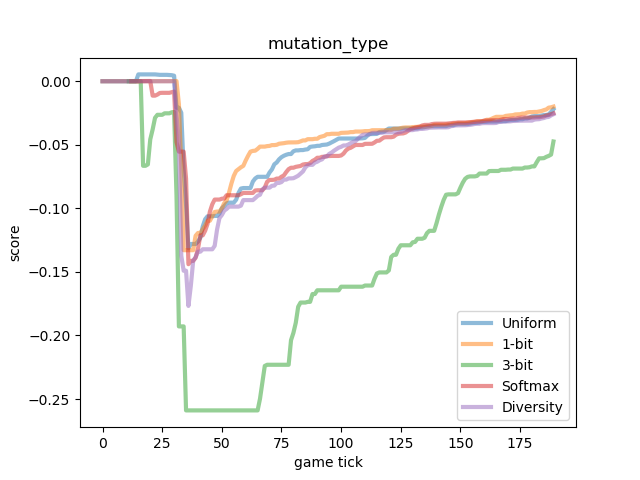 mutation_type
score
0.00
−0.05
−0.10
−0.15
−0.20
−0.25
0 25 50 75 100 125 150 175
game tick
Uniform
1-bit
3-bit
Softmax
Diversity